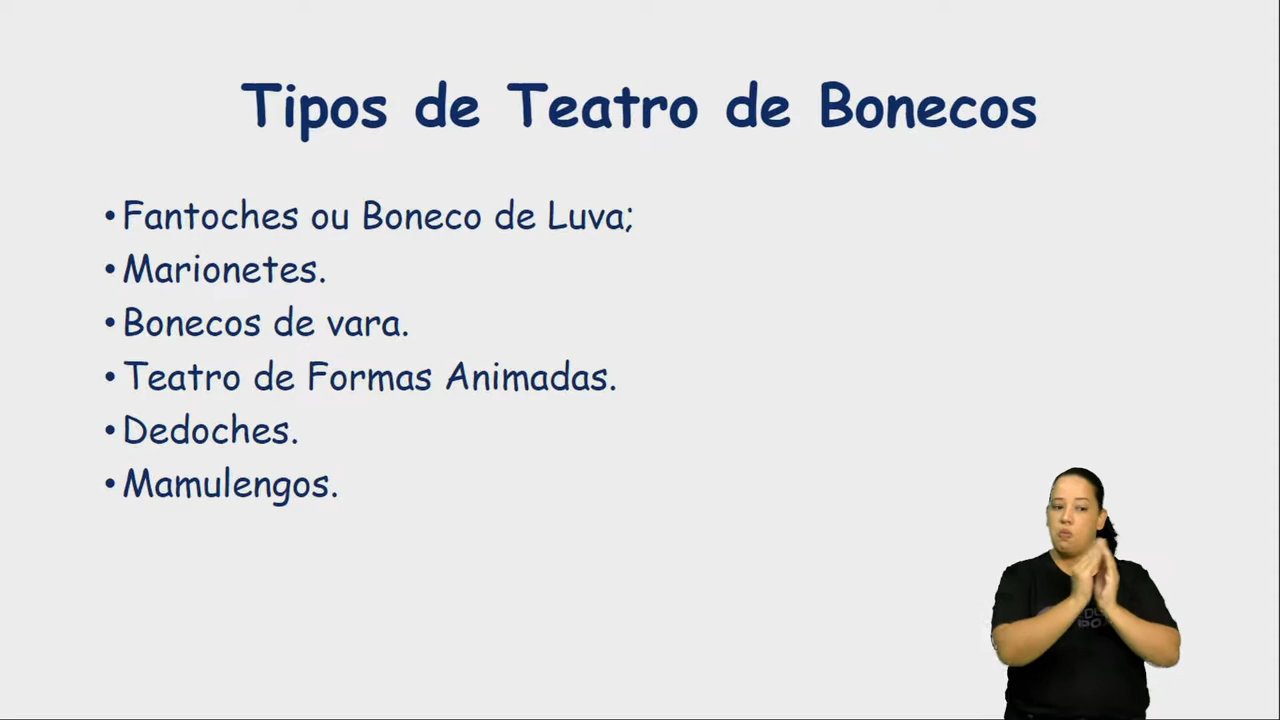 Tipos de Teatro de Bonecos
• Fantoches ou Boneco de Luva;
• Marionetes.
• Bonecos de vara.
• Teatro de Formas Animadas.
• Dedoches.
• Mamulengos.